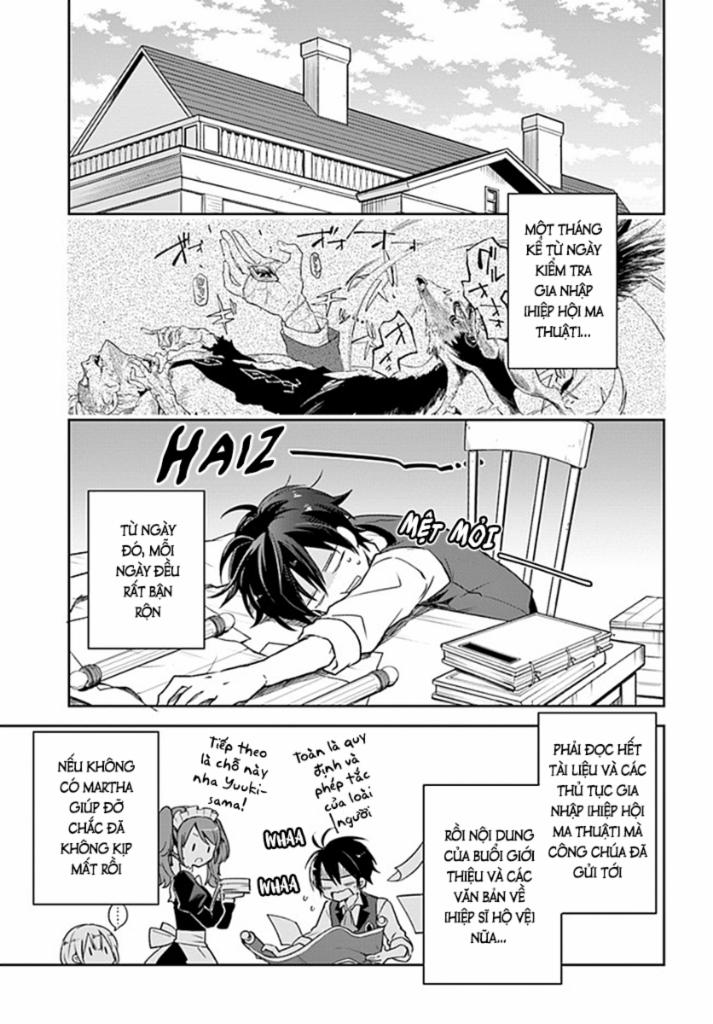 MỘT THÁNG
KỂ TỪ NGÀY
KIỂM TRA
GIA NHẬP
[HIỆP HỘI MA
THUẬT]...
HAIZ
MỆT MỎI
TỪ NGÀY
ĐÓ, MỖI
NGÀY ĐỀU
RẤT BẬN
RỘN
PHẢI ĐỌC HẾT
TÀI LIỆU VÀ CÁC
THỦ TỤC GIA
NHẬP [HIỆP HỘI
MA THUẬT] MÀ
CÔNG CHÚA ĐÃ
GỬI TỚI
RỒI NỘI DUNG
CỦA BUỔI GIỚI
THIỆU VÀ CÁC
VĂN BẢN VỀ
[HIỆP SĨ HỘ VỆ]
NỮA...
Toàn là quy
định và
phép tắc
của loài
người
WHAA
WHAA
Tiếp theo
là chỗ này
nha Yuuki-
sama!
NẾU KHÔNG
CÓ MARTHA
GIÚP ĐỠ
CHẮC ĐÃ
KHÔNG KỊP
MẤT RỒI